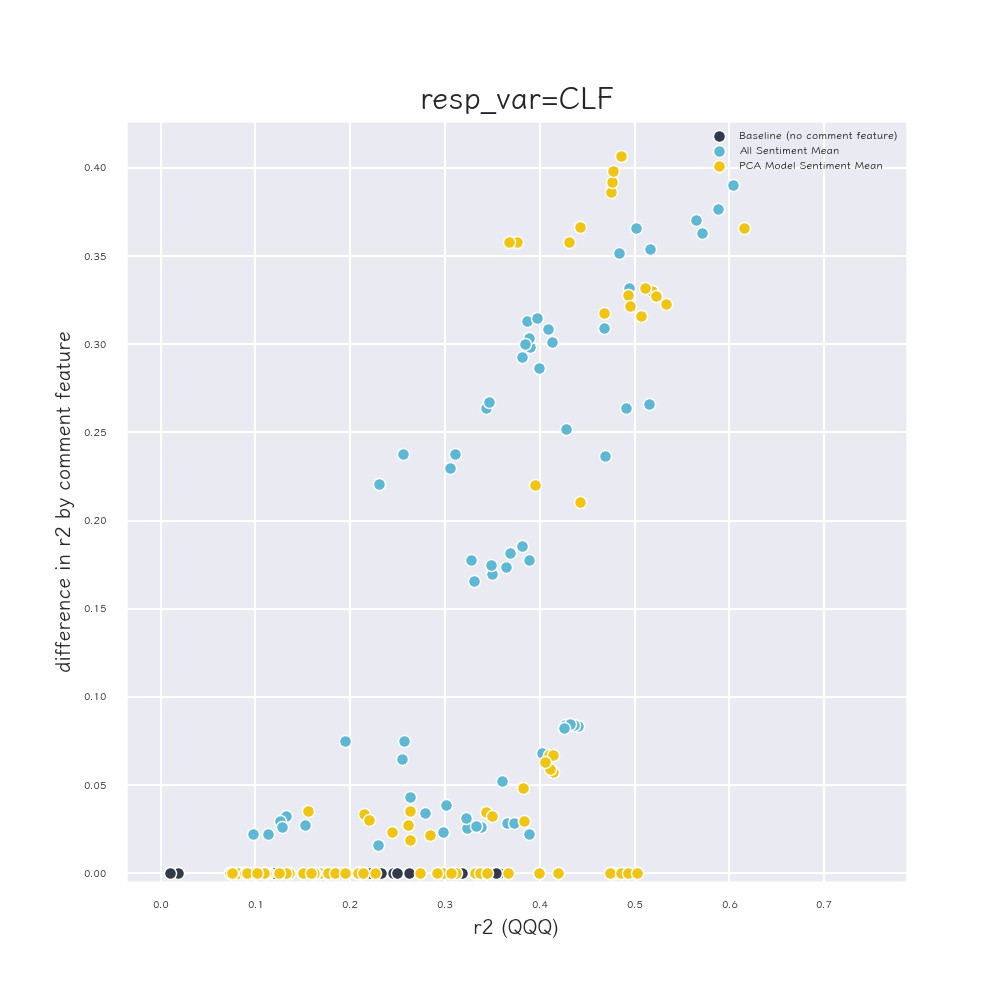 resp_var=CLF
Baseline (no comment feature)
All Sentiment Mean
PCA Model Sentiment Mean
difference in r2 by comment feature
0.40
0.35
0.30
0.25
0.20
0.15
0.10
0.05
0.00
0.0 0.1 0.2 0.3 0.4 0.5 0.6 0.7
r2 (QQQ)